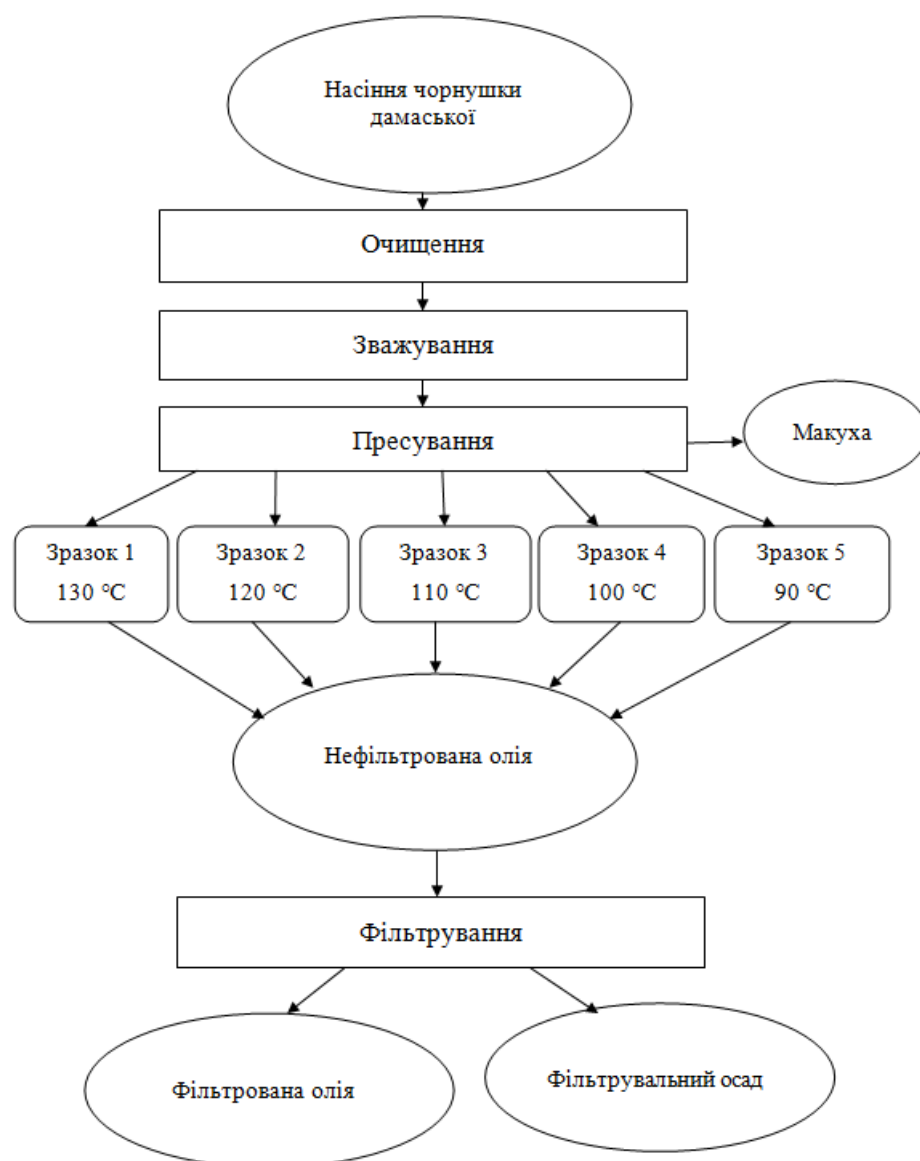 Насіння чорнушки
дамаської
Очищення
Зважування
Пресування
Макуха
Зразок 1
130 °С
Зразок 2
120 °С
Зразок 3
110 °С
Зразок 4
100 °С
Зразок 5
90 °С
Нефільтрована олія
Фільтрування
Фільтрована олія
Фільтрувальний осад